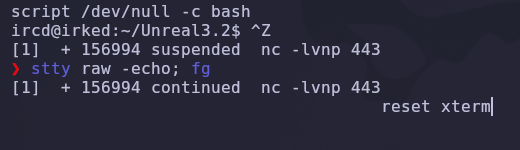 script /dev/null -c bash
ircd@irked:~/Unreal3.2$ ^Z
[1]  + 156994 suspended  nc -lvnp 443
❯ stty raw -echo; fg
[1]  + 156994 continued  nc -lvnp 443
reset xterm